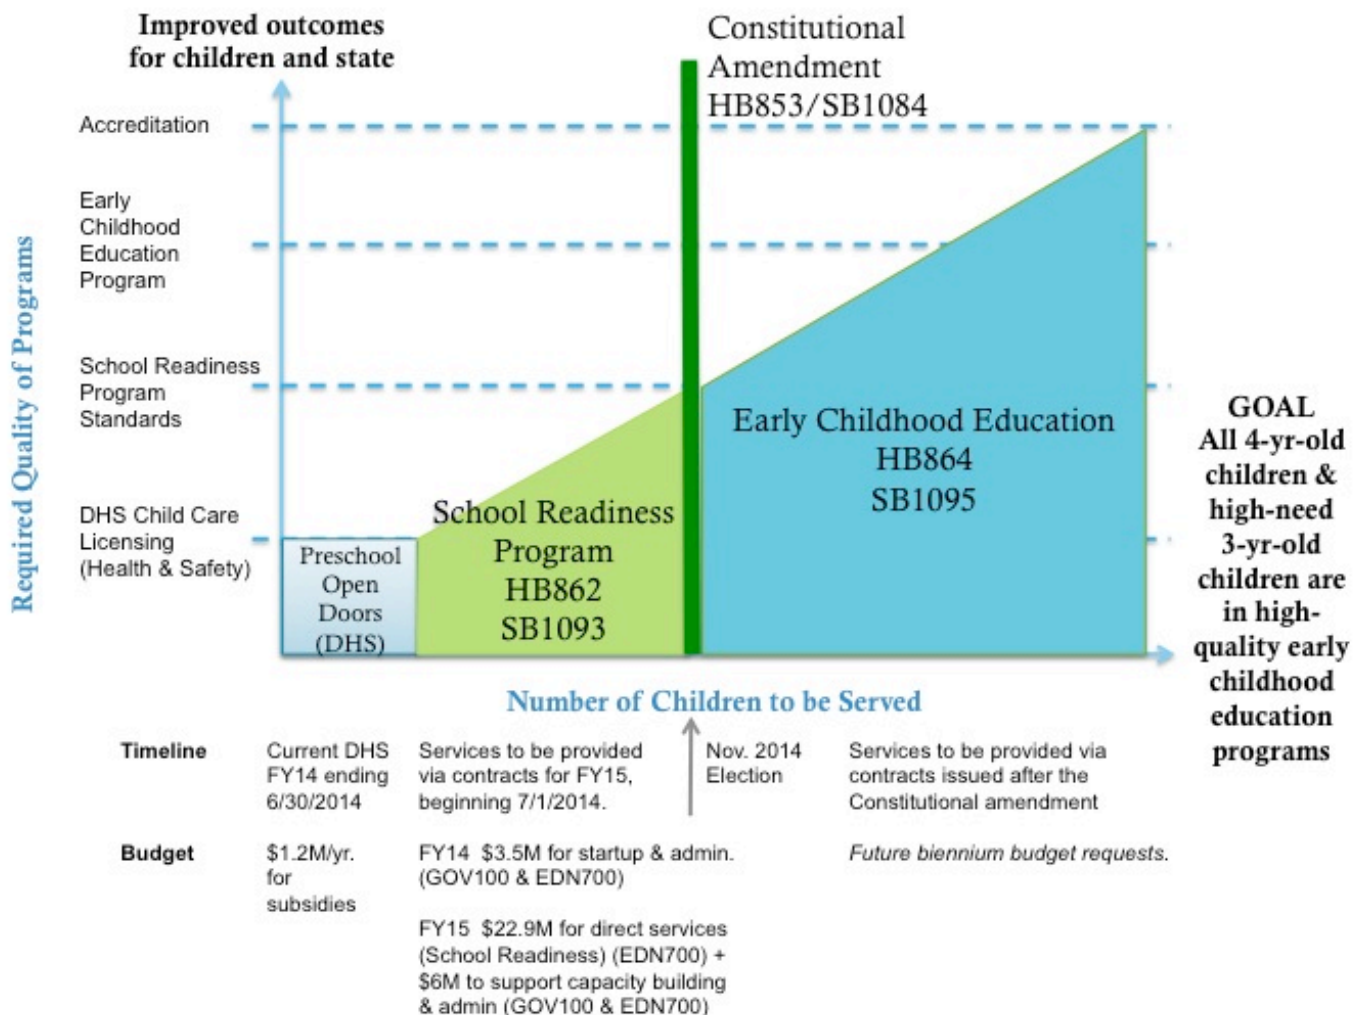 Improved outcomes
for children and state
Constitutional
Amendment
HB853/SB1084
Required Quality of Programs
Accreditation
Early
Childhood
Education
Program
School Readiness
Program
Standards
DHS Child Care
Licensing
(Health & Safety)
Preschool
Open
Doors
(DHS)
School Readiness
Program
HB862
SB1093
Early Childhood Education
HB864
SB1095
GOAL
All 4-yr-old
children &
high-need
3-yr-old
children are
in high-
quality early
childhood
education
programs
Number of Children to be Served
Timeline
Current DHS
FY14 ending
6/30/2014
Services to be provided
via contracts for FY15,
beginning 7/1/2014.
Nov. 2014
Election
Services to be provided via
contracts issued after the
Constitutional amendment
Budget
$1.2M/yr.
for
subsidies
FY14 $3.5M for startup & admin.
(GOV100 & EDN700)
FY15 $22.9M for direct services
(School Readiness) (EDN700) +
$6M to support capacity building
& admin (GOV100 & EDN700)
Future biennium budget requests.